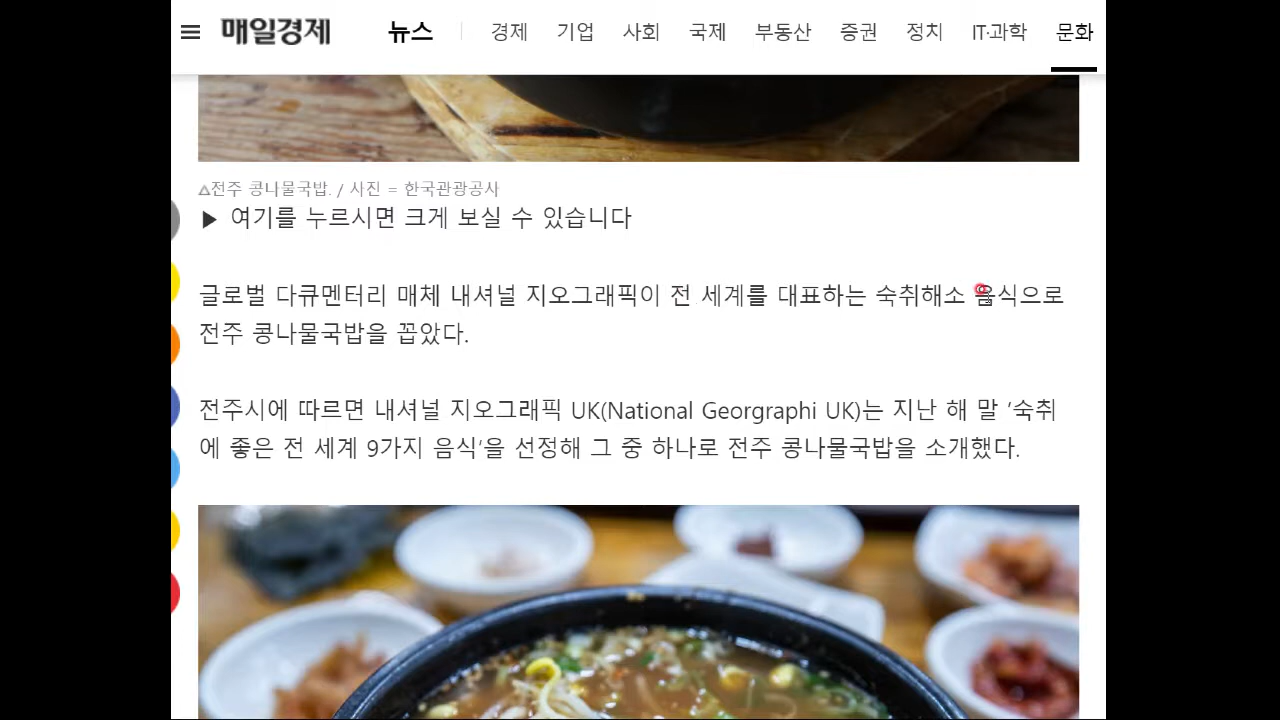 매일경제 뉴스 경제 기업 사회 국제 부동산 증권 정치 IT·과학 문화
△전주 콩나물국밥. / 사진 = 한국관광공사
▶ 여기를 누르시면 크게 보실 수 있습니다
글로벌 다큐멘터리 매체 내셔널 지오그래픽이 전 세계를 대표하는 숙취해소 음식으로
전주 콩나물국밥을 꼽았다.
전주시에 따르면 내셔널 지오그래픽 UK(National Georgraphi UK)는 지난 해 말 ‘숙취
에 좋은 전 세계 9가지 음식’을 선정해 그 중 하나로 전주 콩나물국밥을 소개했다.